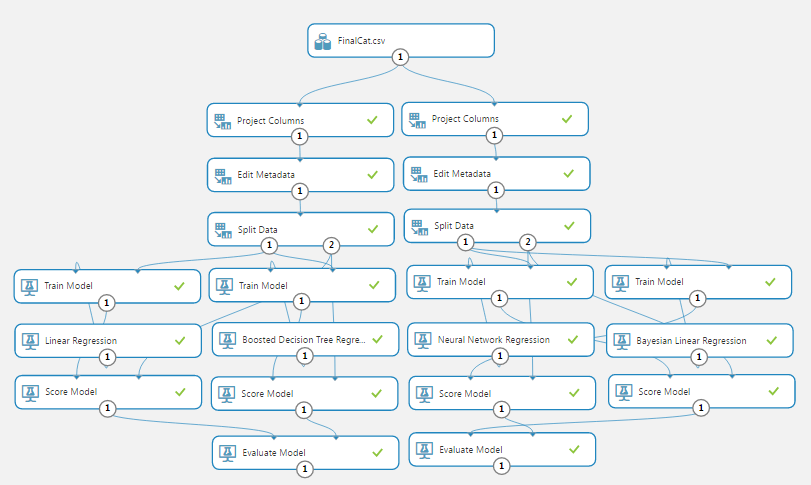 FinalCat.csv
1
Project Columns
1
Project Columns
1
Edit Metadata
1
Edit Metadata
1
Split Data
1 2
Split Data
1 2
Train Model
1
Train Model
1
Train Model
1
Train Model
1
Linear Regression
1
Boosted Decision Tree Regre...
1
Neural Network Regression
1
Bayesian Linear Regression
1
Score Model
1
Score Model
1
Score Model
1
Score Model
1
Evaluate Model
1
Evaluate Model
1